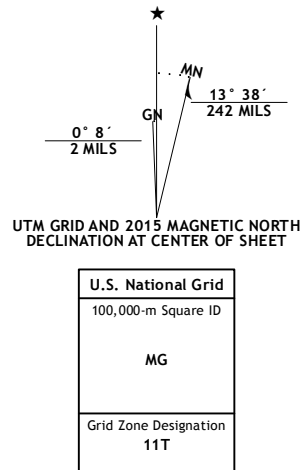 MN
GN
13° 38´
242 MILS
0° 8´
2 MILS
UTM GRID AND 2015 MAGNETIC NORTH
DECLINATION AT CENTER OF SHEET
U.S. National Grid
100,000-m Square ID
MG
Grid Zone Designation
11T